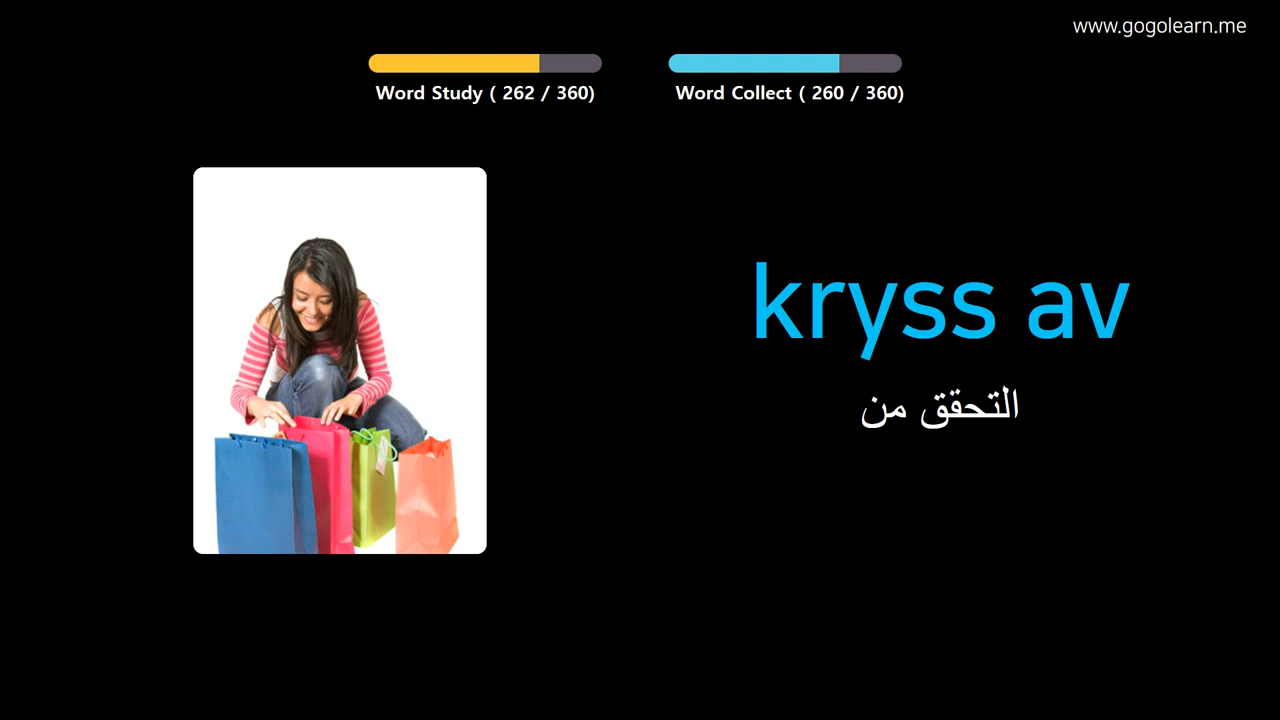 www.gogolearn.me
Word Study ( 262 / 360)
Word Collect ( 260 / 360)
kryss av
التحقق من